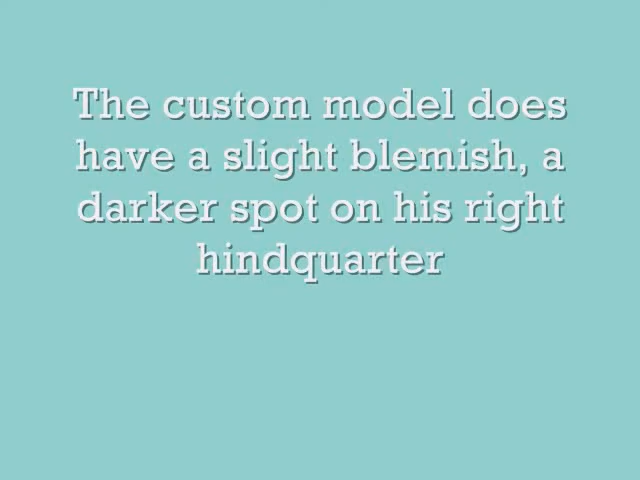 The custom model does
have a slight blemish, a
darker spot on his right
hindquarter